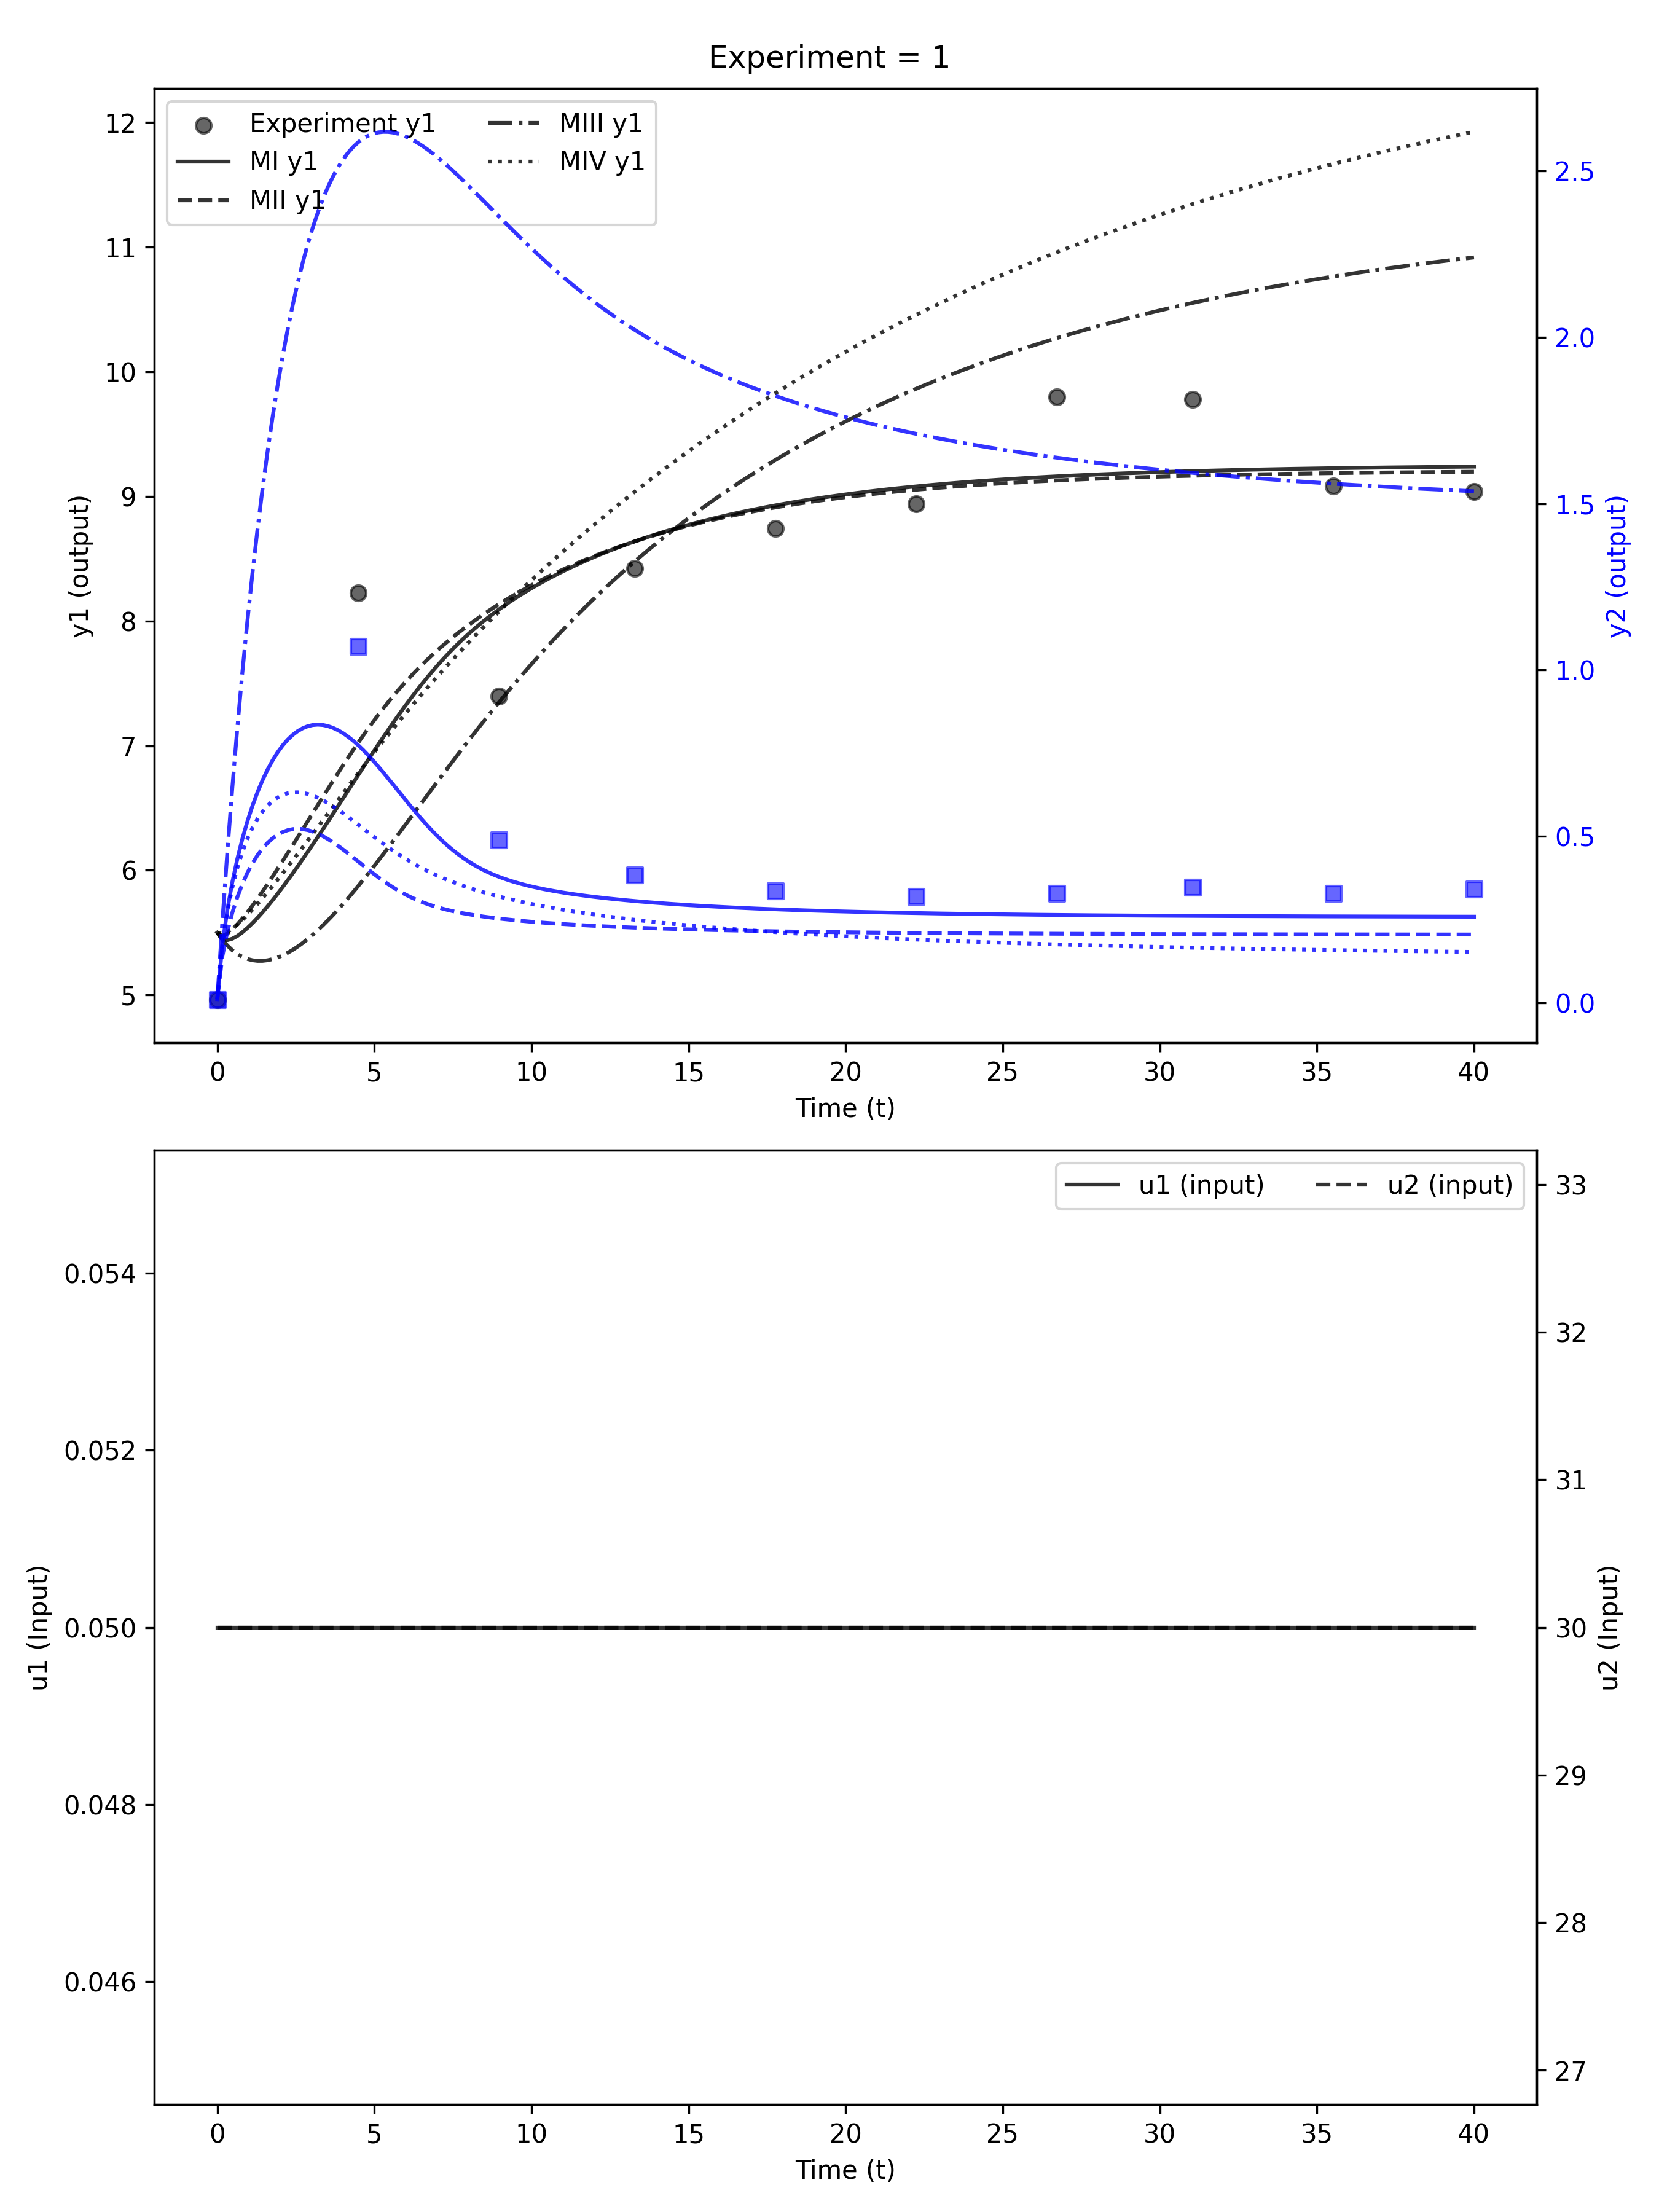 Experiment = 1
Experiment y1
MI y1
MII y1
MIII y1
MIV y1
12
11
10
9
8
7
6
5
y1 (output)
2.5
2.0
1.5
1.0
0.5
0.0
y2 (output)
0 5 10 15 20 25 30 35 40
Time (t)
u1 (input) u2 (input)
0.054
0.052
0.050
0.048
0.046
u1 (Input)
33
32
31
30
29
28
27
u2 (Input)
0 5 10 15 20 25 30 35 40
Time (t)